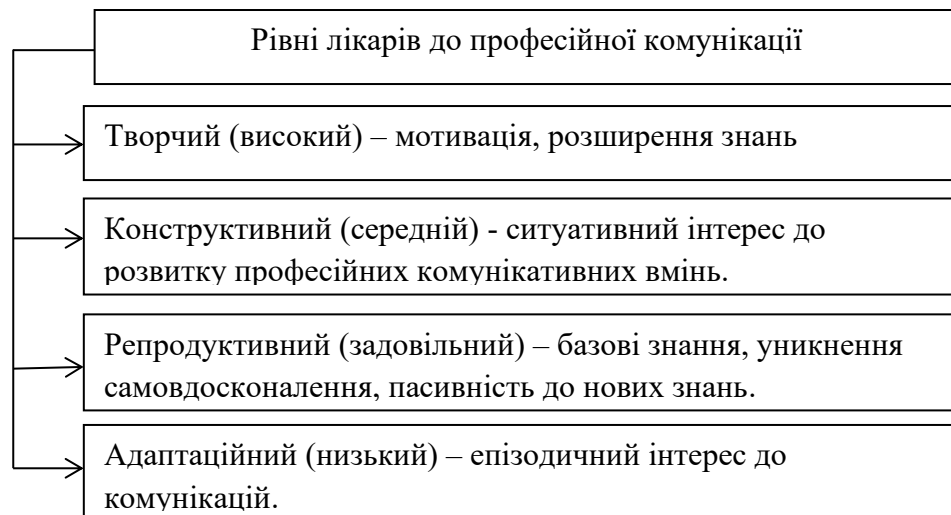 Рівні лікарів до професійної комунікації
Творчий (високий) – мотивація, розширення знань
Конструктивний (середній) - ситуативний інтерес до
розвитку професійних комунікативних вмінь.
Репродуктивний (задовільний) – базові знання, уникнення
самовдосконалення, пасивність до нових знань.
Адаптаційний (низький) – епізодичний інтерес до
комунікацій.